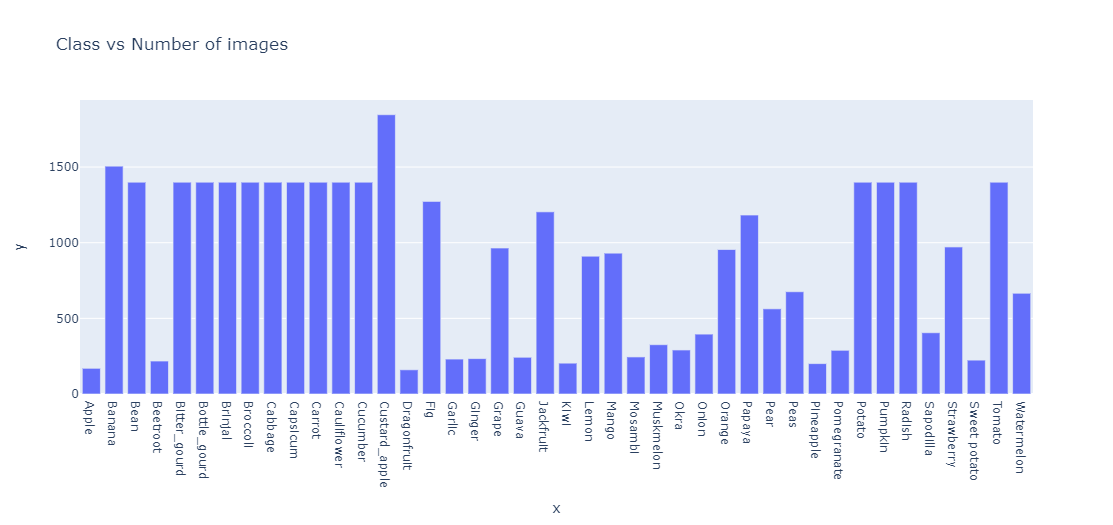 Class vs Number of images
y
1500
1000
500
0
Apple
Banana
Bean
Beetroot
Bitter_gourd
Bottle_gourd
Brinjal
Broccoli
Cabbage
Capsicum
Carrot
Cauliflower
Cucumber
Custard_apple
Dragonfruit
Fig
Garlic
Ginger
Grape
Guava
Jackfruit
Kiwi
Lemon
Mango
Mosambi
Muskmelon
Okra
Onion
Orange
Papaya
Pear
Peas
Pineapple
Pomegranate
Potato
Pumpkin
Radish
Sapodilla
Strawberry
Sweet potato
Tomato
Watermelon
x